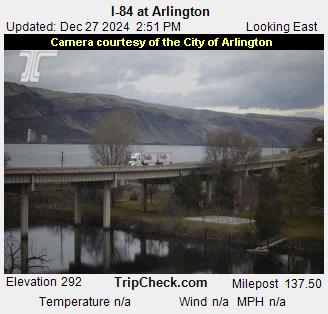 I-84 at Arlington
Updated: Dec 27 2024 2:51 PM Looking East
Camera courtesy of the City of Arlington
Elevation 292 TripCheck.com Milepost 137.50
Temperature n/a Wind n/a MPH n/a